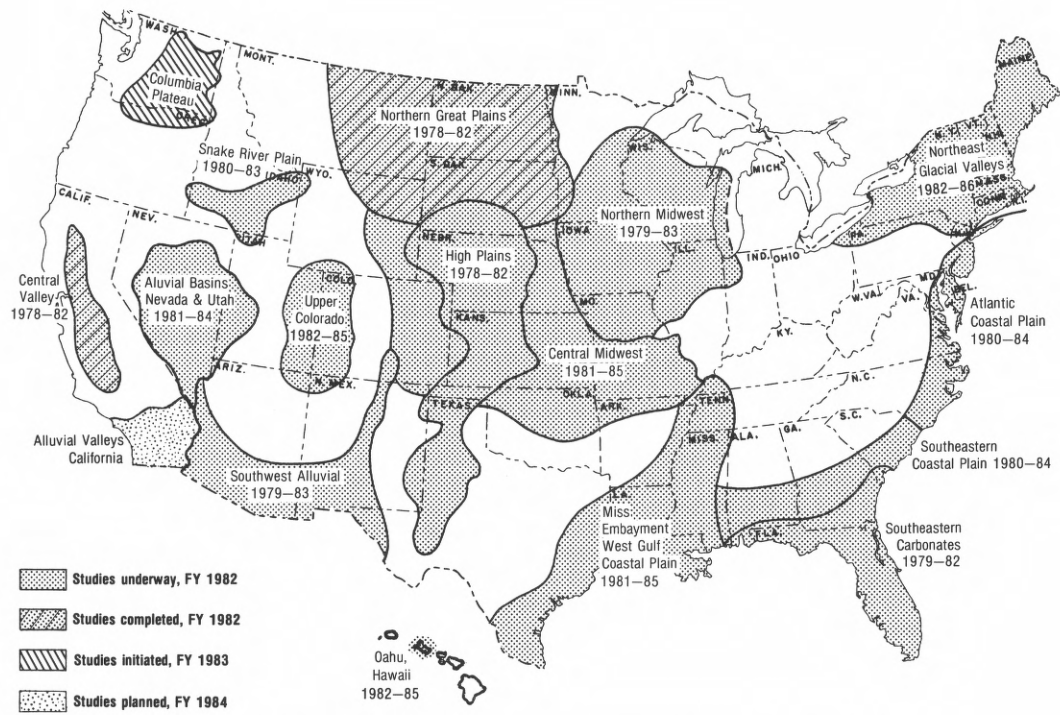 WASH.
MONT.
Columbia
Plateau
N. DAK.
MINN.
MAINE
Northern Great Plains
1978–82
S. DAK.
WIS.
MICH.
N.Y.
VT.
N.H.
Northeast
Glacial Valleys
1982–86
MASS.
CONN.
R.I.
Snake River Plain
1980–83
IDAHO
WYO.
CALIF.
NEV.
UTAH
NEBR.
IOWA
Northern Midwest
1979–83
ILL.
IND.
OHIO
PA.
High Plains
1978–82
Central
Valley
1978–82
Alluvial Basins
Nevada & Utah
1981–84
COLO.
Upper
Colorado
1982–85
KANS.
MO.
W.VA.
VA.
MD.
DEL.
Atlantic
Coastal Plain
1980–84
KY.
Central Midwest
1981–85
ARIZ.
N. MEX.
TEXAS
OKLA.
ARK.
TENN.
N.C.
S.C.
MISS.
ALA.
GA.
Alluvial Valleys
California
Southwest Alluvial
1979–83
Southeastern
Coastal Plain 1980–84
LA.
Miss.
Embayment
West Gulf
Coastal Plain
1981–85
FLA.
Southeastern
Carbonates
1979–82
Oahu,
Hawaii
1982–85
Studies underway, FY 1982
Studies completed, FY 1982
Studies initiated, FY 1983
Studies planned, FY 1984